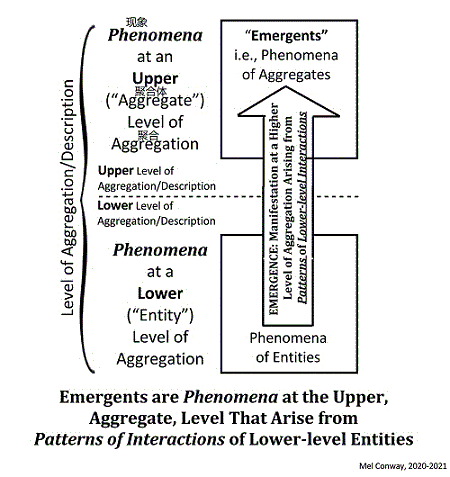 现象
Phenomena
at an
Upper
聚合体
("Aggregate")
Level of
聚合
Aggregation
"Emergents"
i.e., Phenomena
of Aggregates
Level of Aggregation/Description
Upper Level of
Aggregation/Description
Lower Level of
Aggregation/Description
EMERGENCE: Manifestation at a Higher
Level of Aggregation Arising from
Patterns of Lower-level Interactions
Phenomena
at a
Lower
("Entity")
Level of
Aggregation
Phenomena
of Entities
Emergents are Phenomena at the Upper,
Aggregate, Level That Arise from
Patterns of Interactions of Lower-level Entities
Mel Conway, 2020-2021